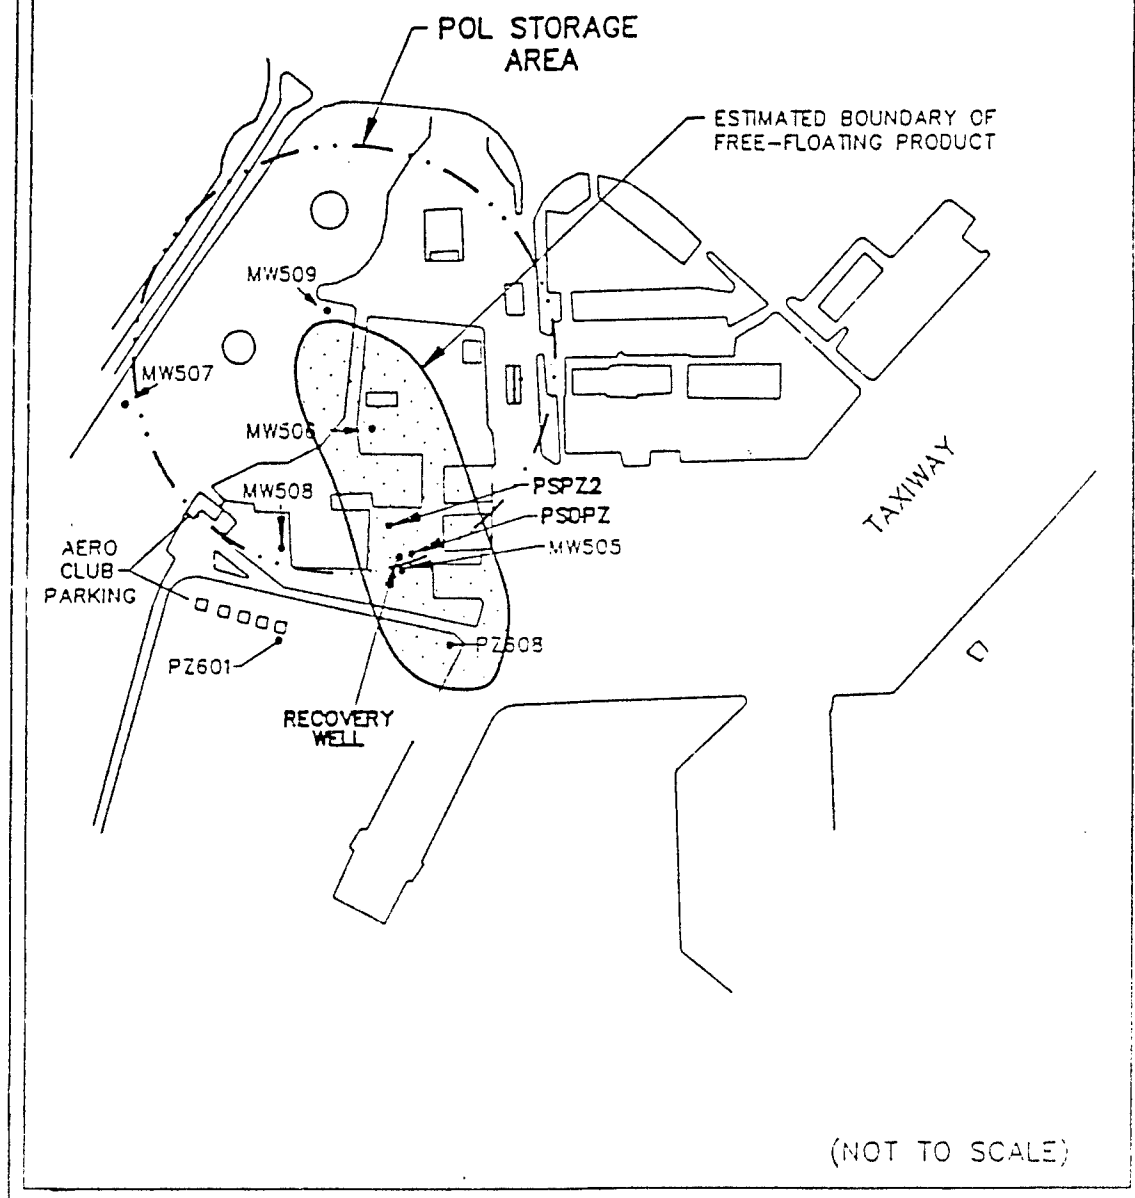 POL STORAGE
AREA
ESTIMATED BOUNDARY OF
FREE-FLOATING PRODUCT
MW509
MW507
MW506
MW508
PSPZ2
PSDPZ
MW505
TAXIWAY
AERO
CLUB
PARKING
PZ601
PZ608
RECOVERY
WELL
(NOT TO SCALE)